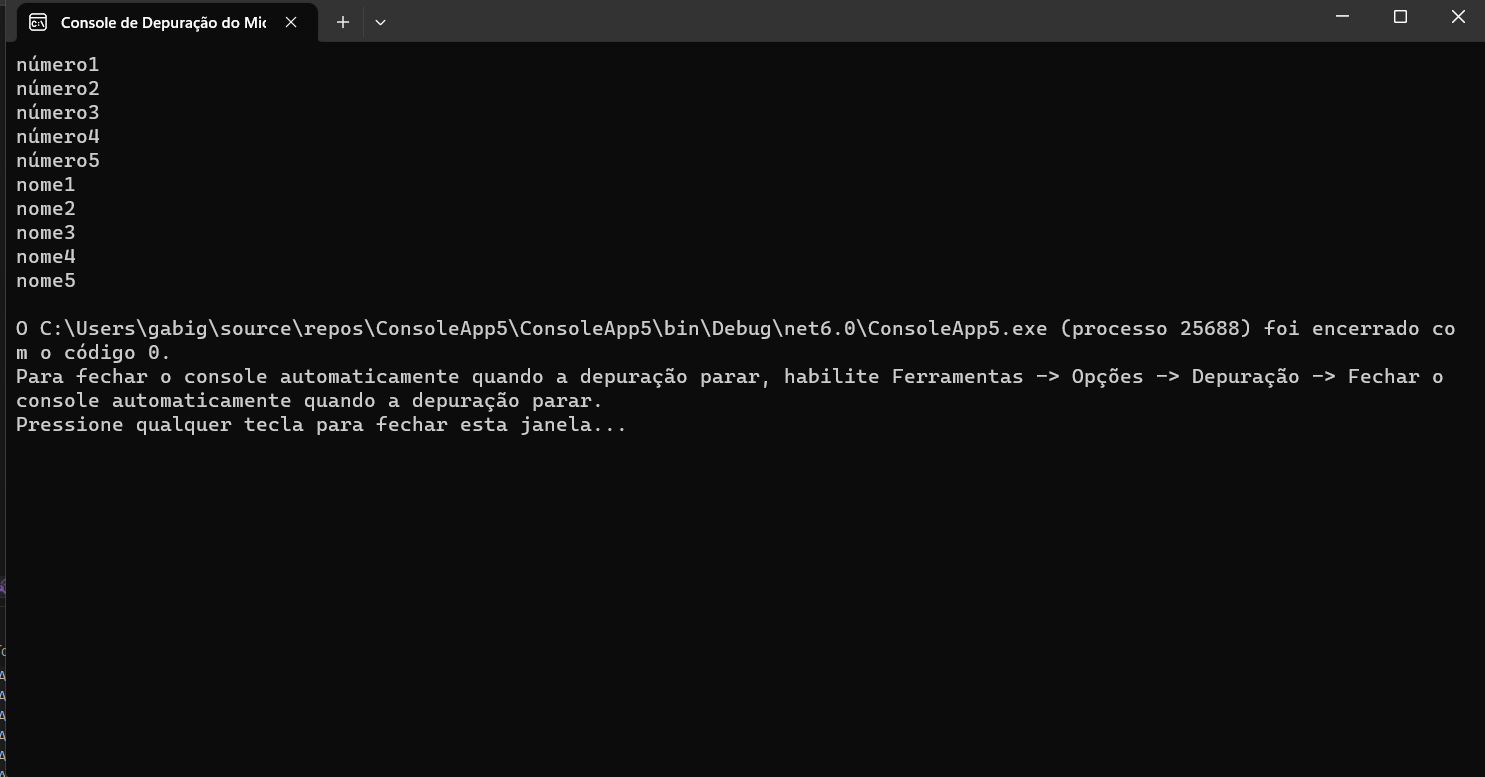 Console de Depuração do Mic
número1
número2
número3
número4
número5
nome1
nome2
nome3
nome4
nome5
O C:\Users\gabig\source\repos\ConsoleApp5\ConsoleApp5\bin\Debug\net6.0\ConsoleApp5.exe (processo 25688) foi encerrado co
m o código 0.
Para fechar o console automaticamente quando a depuração parar, habilite Ferramentas -> Opções -> Depuração -> Fechar o
console automaticamente quando a depuração parar.
Pressione qualquer tecla para fechar esta janela...